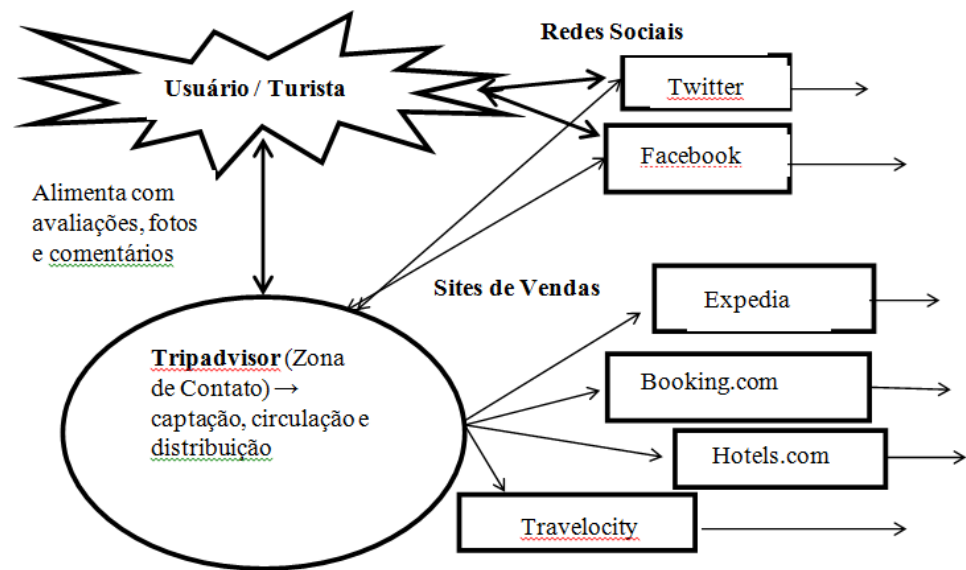 Redes Sociais
Usuário / Turista
Twitter
Facebook
Alimenta com
avaliações, fotos
e comentários
Sites de Vendas
Expedia
Tripadvisor (Zona
de Contato) →
captação, circulação e
distribuição
Booking.com
Hotels.com
Travelocity